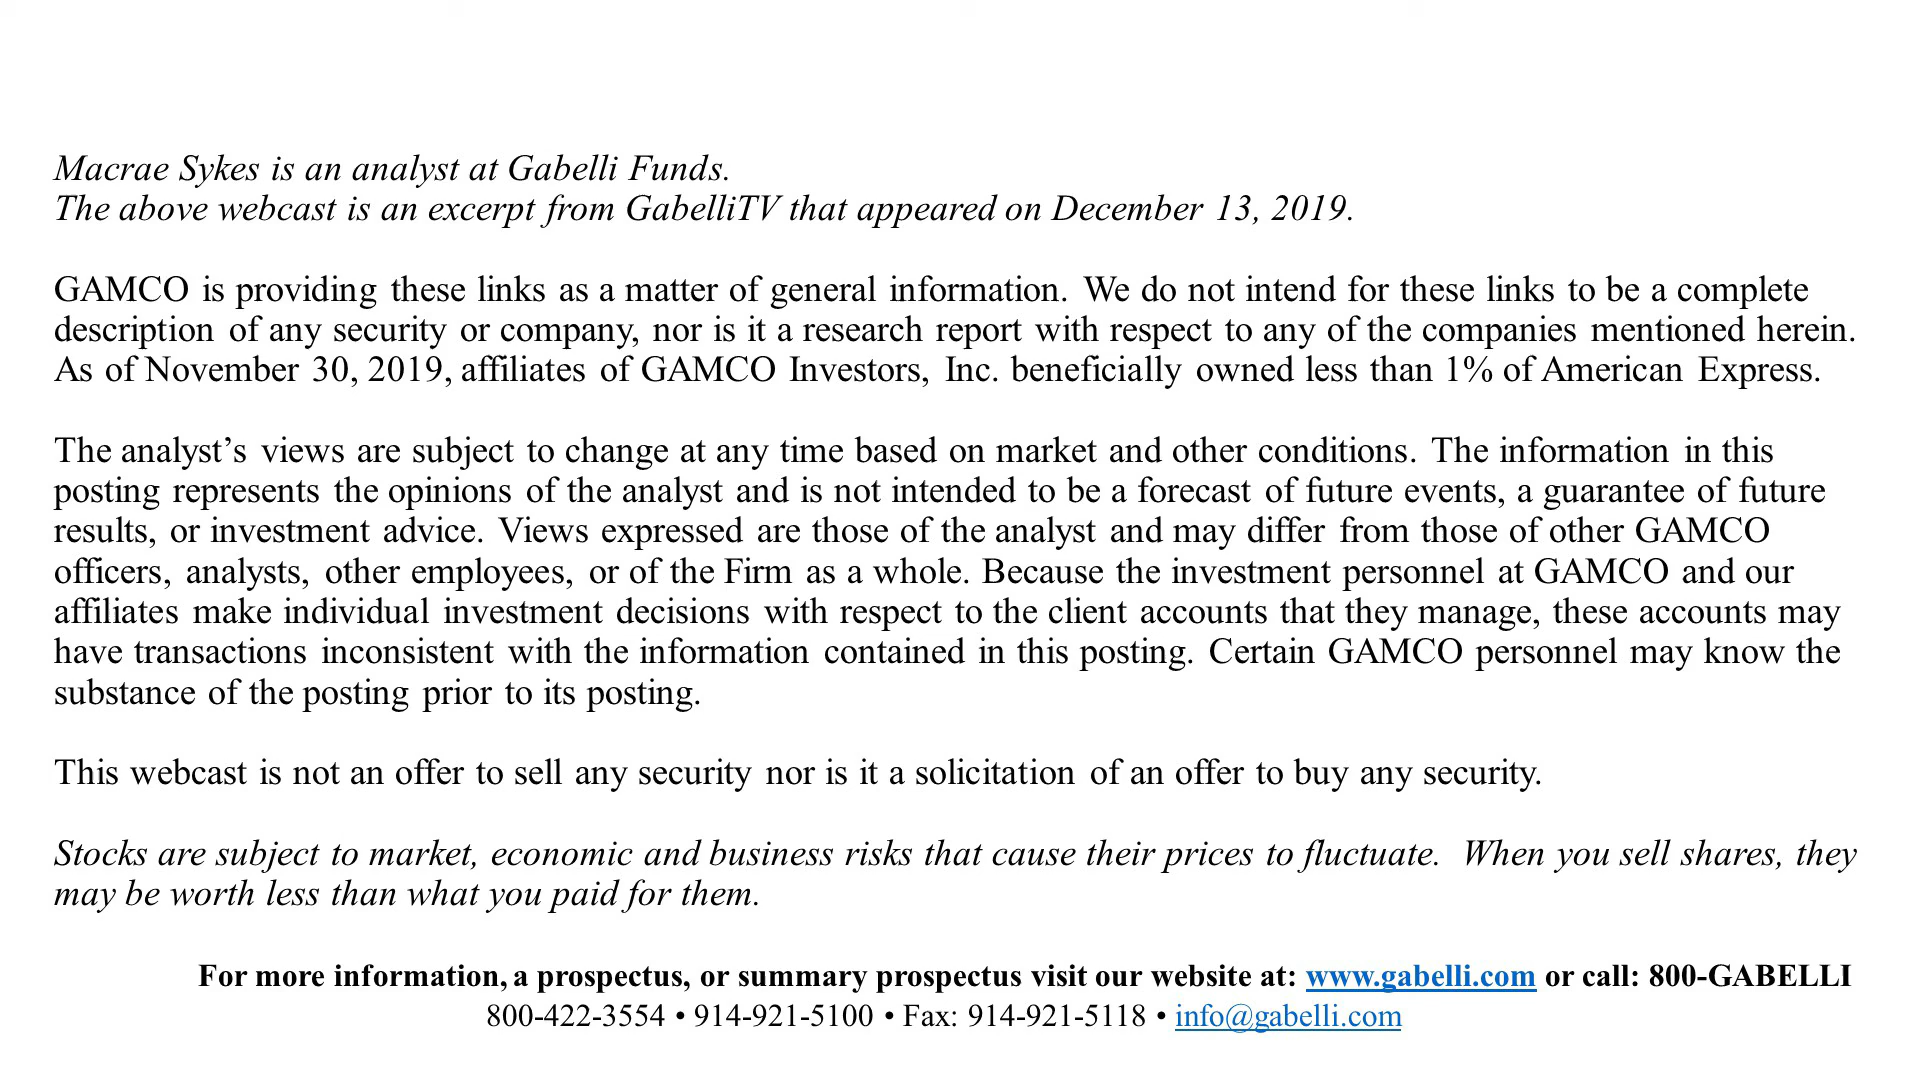 Macrae Sykes is an analyst at Gabelli Funds.
The above webcast is an excerpt from GabelliTV that appeared on December 13, 2019.
GAMCO is providing these links as a matter of general information. We do not intend for these links to be a complete
description of any security or company, nor is it a research report with respect to any of the companies mentioned herein.
As of November 30, 2019, affiliates of GAMCO Investors, Inc. beneficially owned less than 1% of American Express.
The analyst’s views are subject to change at any time based on market and other conditions. The information in this
posting represents the opinions of the analyst and is not intended to be a forecast of future events, a guarantee of future
results, or investment advice. Views expressed are those of the analyst and may differ from those of other GAMCO
officers, analysts, other employees, or of the Firm as a whole. Because the investment personnel at GAMCO and our
affiliates make individual investment decisions with respect to the client accounts that they manage, these accounts may
have transactions inconsistent with the information contained in this posting. Certain GAMCO personnel may know the
substance of the posting prior to its posting.
This webcast is not an offer to sell any security nor is it a solicitation of an offer to buy any security.
Stocks are subject to market, economic and business risks that cause their prices to fluctuate.  When you sell shares, they
may be worth less than what you paid for them.
For more information, a prospectus, or summary prospectus visit our website at: www.gabelli.com or call: 800-GABELLI
800-422-3554 • 914-921-5100 • Fax: 914-921-5118 • info@gabelli.com